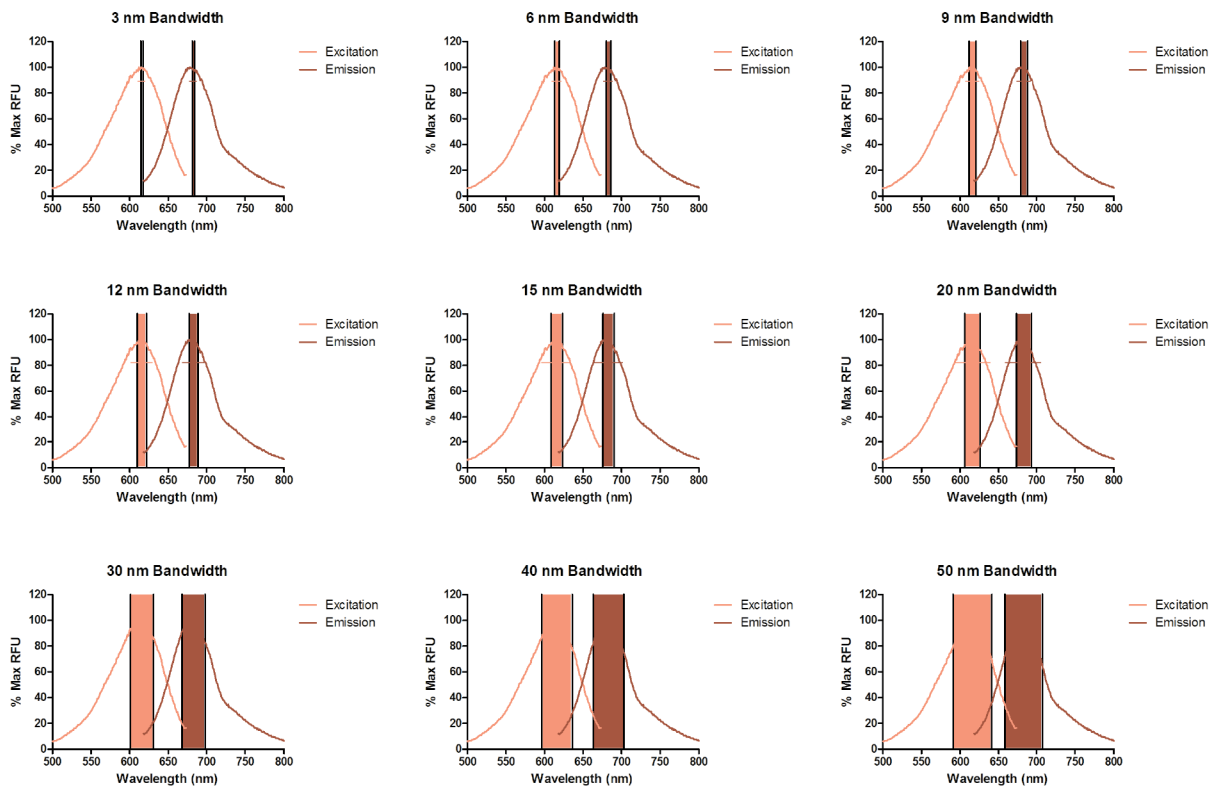 3 nm Bandwidth
120
100
80
60
40
20
0
% Max RFU
500 550 600 650 700 750 800
Wavelength (nm)
Excitation
Emission
6 nm Bandwidth
120
100
80
60
40
20
0
% Max RFU
500 550 600 650 700 750 800
Wavelength (nm)
Excitation
Emission
9 nm Bandwidth
120
100
80
60
40
20
0
% Max RFU
500 550 600 650 700 750 800
Wavelength (nm)
Excitation
Emission
12 nm Bandwidth
120
100
80
60
40
20
0
% Max RFU
500 550 600 650 700 750 800
Wavelength (nm)
Excitation
Emission
15 nm Bandwidth
120
100
80
60
40
20
0
% Max RFU
500 550 600 650 700 750 800
Wavelength (nm)
Excitation
Emission
20 nm Bandwidth
120
100
80
60
40
20
0
% Max RFU
500 550 600 650 700 750 800
Wavelength (nm)
Excitation
Emission
30 nm Bandwidth
120
100
80
60
40
20
0
% Max RFU
500 550 600 650 700 750 800
Wavelength (nm)
Excitation
Emission
40 nm Bandwidth
120
100
80
60
40
20
0
% Max RFU
500 550 600 650 700 750 800
Wavelength (nm)
Excitation
Emission
50 nm Bandwidth
120
100
80
60
40
20
0
% Max RFU
500 550 600 650 700 750 800
Wavelength (nm)
Excitation
Emission